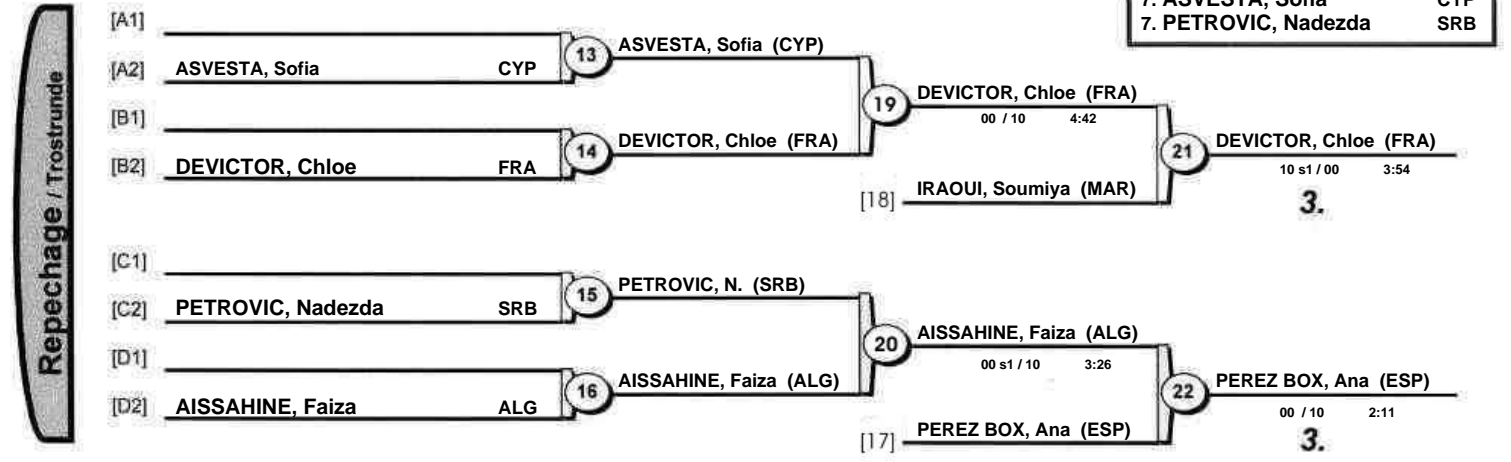 7. ASVESTA, Sofia CYP
7. PETROVIC, Nadezda SRB
Repechage / Trostrunde
[A1]
[A2] ASVESTA, Sofia CYP
13 ASVESTA, Sofia (CYP)
[B1]
[B2] DEVICTOR, Chloe FRA
14 DEVICTOR, Chloe (FRA)
19 DEVICTOR, Chloe (FRA)
00 / 10 4:42
[18] IRAOUI, Soumiya (MAR)
21 DEVICTOR, Chloe (FRA)
10 s1 / 00 3:54
3.
[C1]
[C2] PETROVIC, Nadezda SRB
15 PETROVIC, N. (SRB)
[D1]
[D2] AISSAHINE, Faiza ALG
16 AISSAHINE, Faiza (ALG)
20 AISSAHINE, Faiza (ALG)
00 s1 / 10 3:26
[17] PEREZ BOX, Ana (ESP)
22 PEREZ BOX, Ana (ESP)
00 / 10 2:11
3.